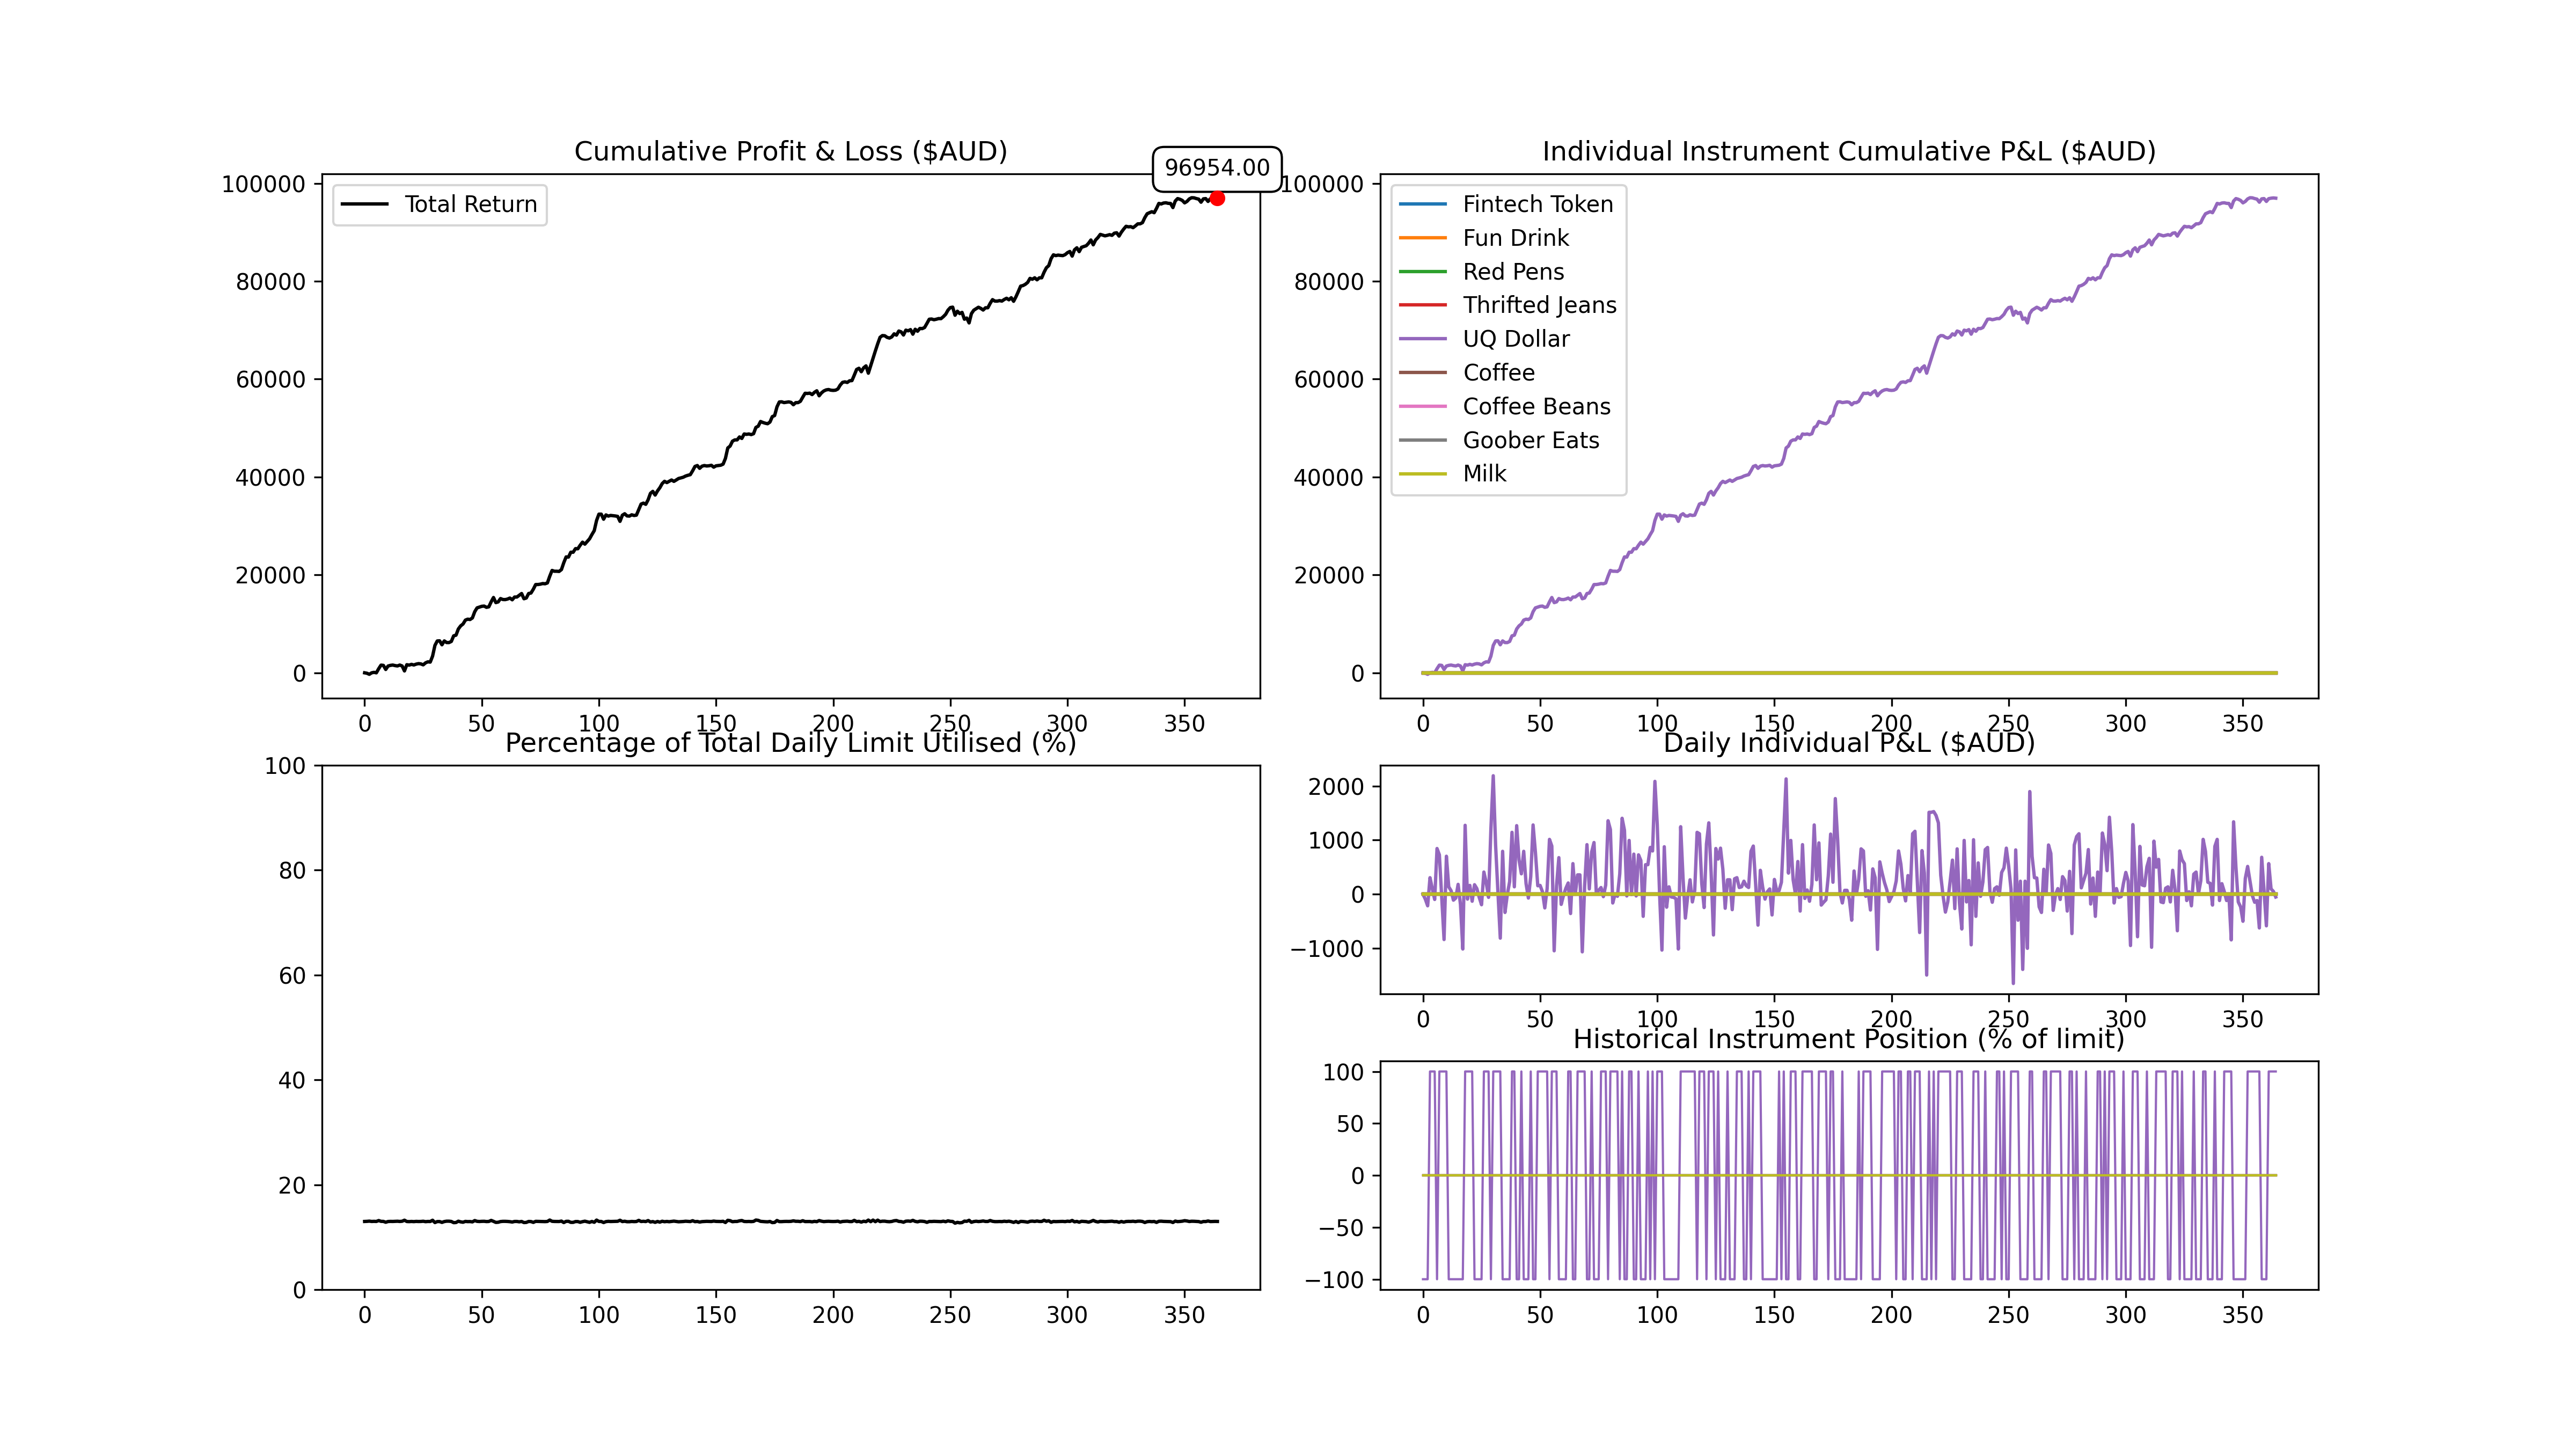 Cumulative Profit & Loss ($AUD)
96954.00
100000
80000
60000
40000
20000
0
Total Return
0 50 100 150 200 250 300 350
Individual Instrument Cumulative P&L ($AUD)
100000
80000
60000
40000
20000
0
Fintech Token
Fun Drink
Red Pens
Thrifted Jeans
UQ Dollar
Coffee
Coffee Beans
Goober Eats
Milk
0 50 100 150 200 250 300 350
Percentage of Total Daily Limit Utilised (%)
100
80
60
40
20
0
0 50 100 150 200 250 300 350
Daily Individual P&L ($AUD)
2000
1000
0
−1000
0 50 100 150 200 250 300 350
Historical Instrument Position (% of limit)
100
50
0
−50
−100
0 50 100 150 200 250 300 350